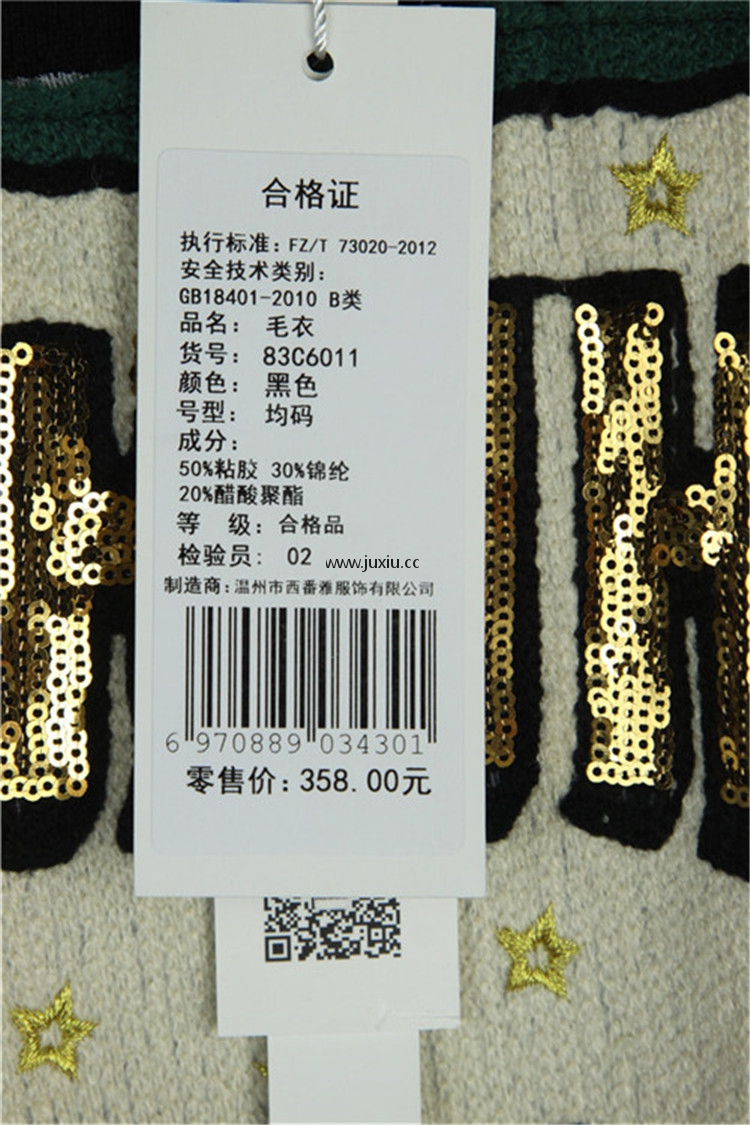 合格证
执行标准：FZ/T 73020-2012
安全技术类别：
GB18401-2010 B类
品名： 毛衣
货号： 83C6011
颜色： 黑色
号型： 均码
成分：
50%粘胶 30%锦纶
20%醋酸聚酯
等 级：合格品
检验员： 02
www.juxiu.cc
制造商：温州市西番雅服饰有限公司
6 970889 034301
零售价：358.00元